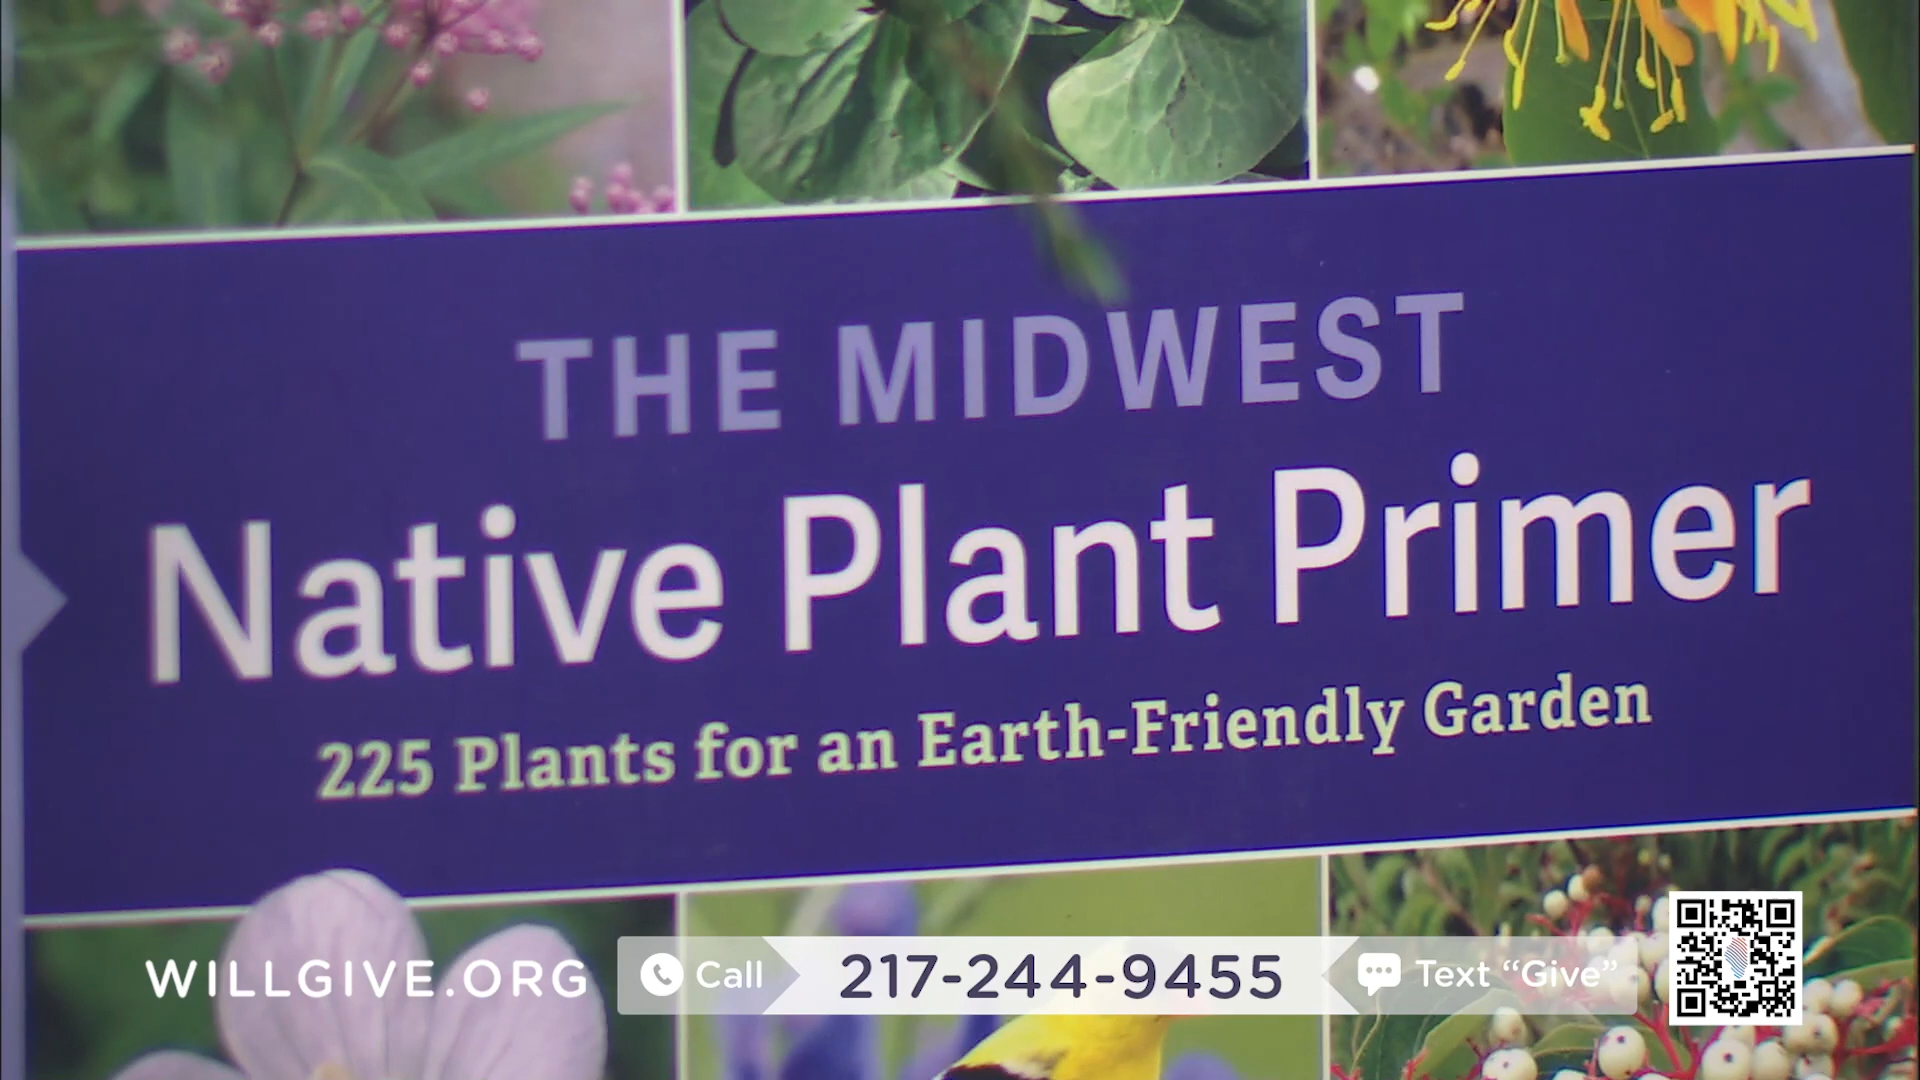 THE MIDWEST
Native Plant Primer
225 Plants for an Earth-Friendly Garden
WILLGIVE.ORG Call 217-244-9455 Text “Give”